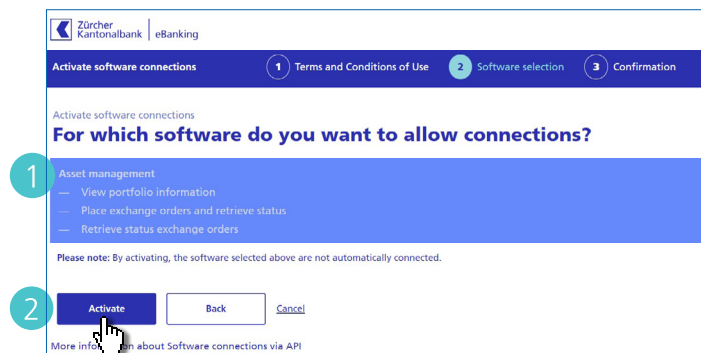 Zürcher
Kantonalbank
eBanking
Activate software connections
1 Terms and Conditions of Use
2 Software selection
3 Confirmation
Activate software connections
For which software do you want to allow connections?
1
Asset management
— View portfolio information
— Place exchange orders and retrieve status
— Retrieve status exchange orders
Please note: By activating, the software selected above are not automatically connected.
2
Activate
Back
Cancel
More about Software connections via API